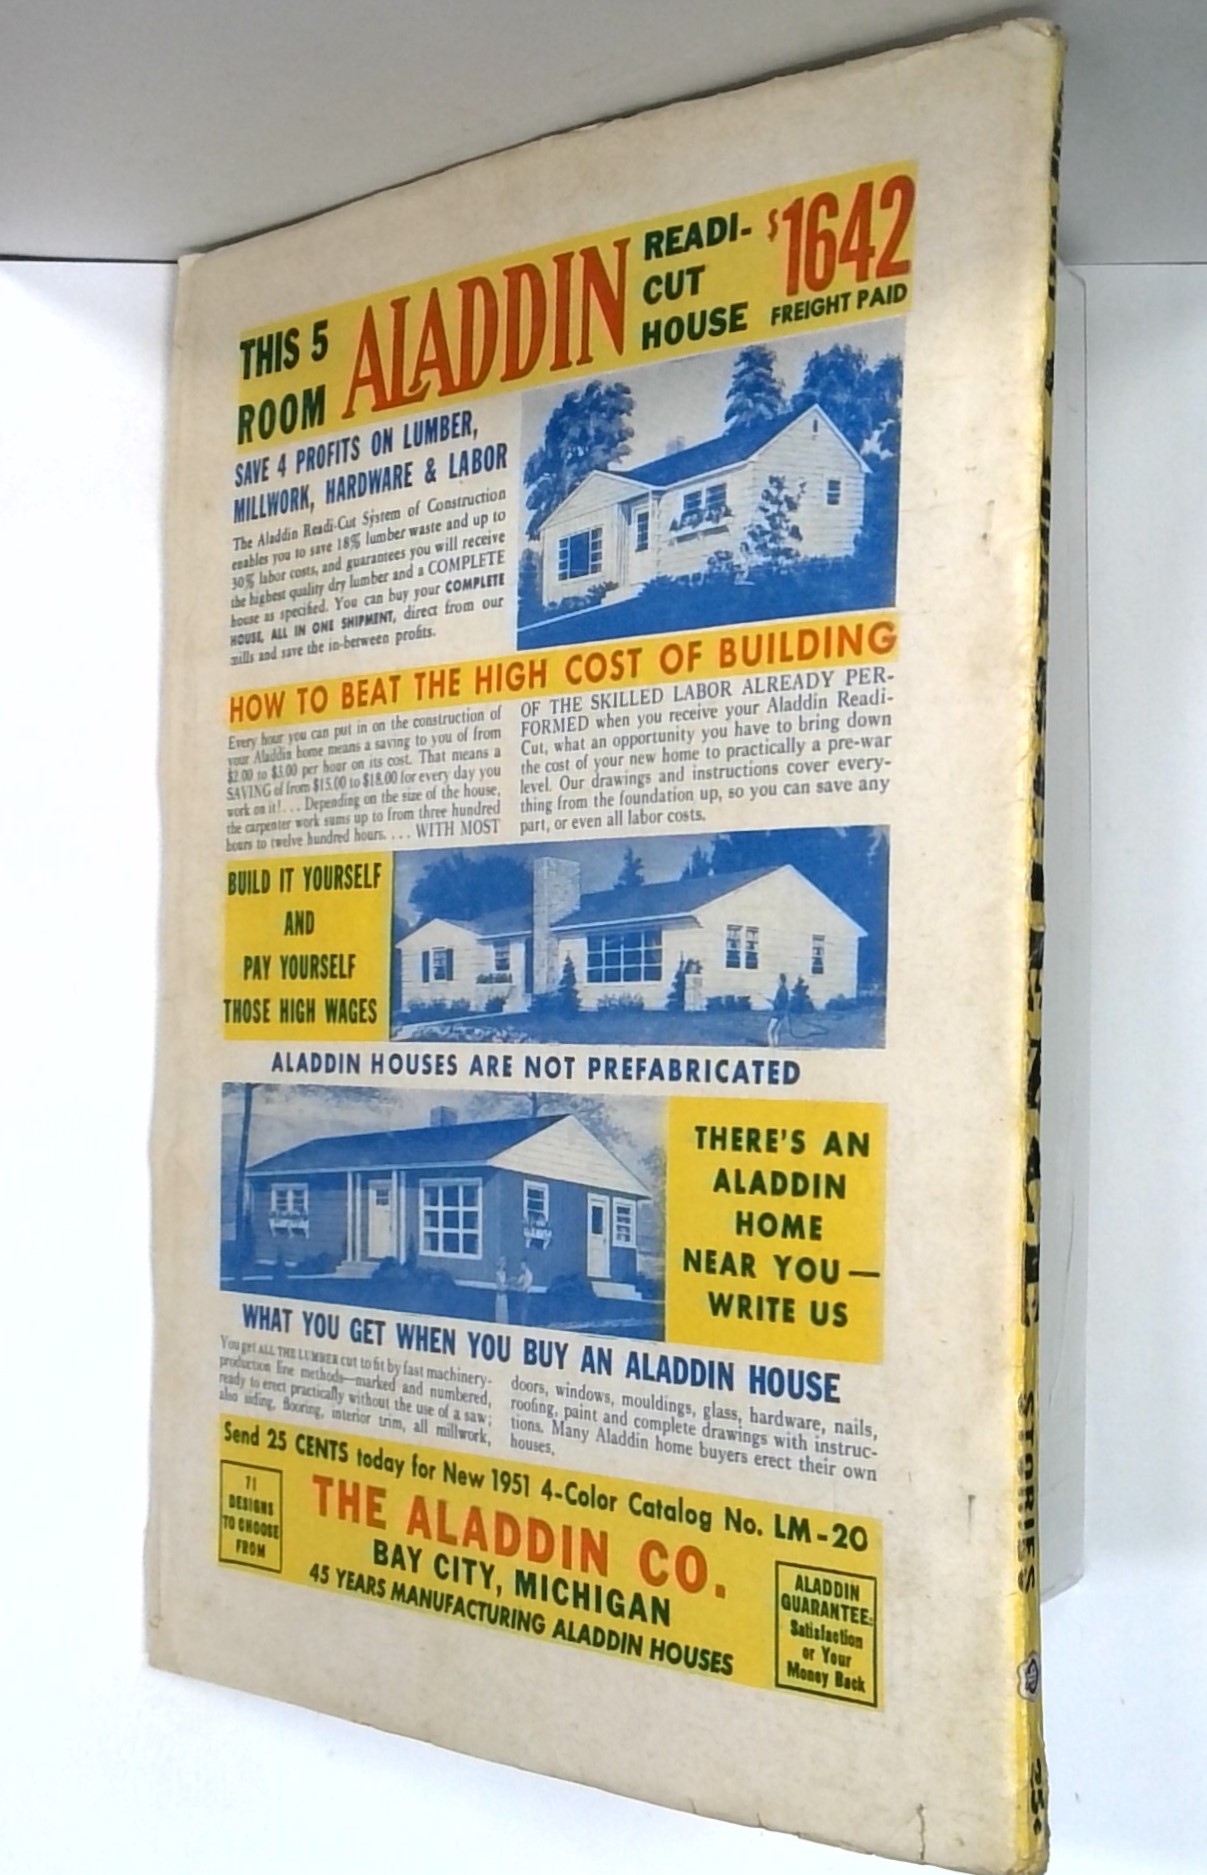 THIS 5
ROOM
ALADDIN
READI-
CUT
HOUSE
$1642
FREIGHT PAID
SAVE 4 PROFITS ON LUMBER,
MILLWORK, HARDWARE & LABOR
The Aladdin Readi-Cut System of Construction
enables you to save 18% lumber waste and up to
30% labor costs, and guarantees you will receive
the highest quality dry lumber and a COMPLETE
house as specified. You can buy your COMPLETE
HOUSE, ALL IN ONE SHIPMENT, direct from our
mills and save the in-between profits.
HOW TO BEAT THE HIGH COST OF BUILDING
Every hour you can put in on the construction of
your Aladdin home means a saving to you of from
$2.00 to $3.00 per hour on its cost. That means a
SAVING of from $15.00 to $18.00 for every day you
work on it! . . . Depending on the size of the house,
the carpenter work sums up to from three hundred
hours to twelve hundred hours. . . . WITH MOST
OF THE SKILLED LABOR ALREADY PER-
FORMED when you receive your Aladdin Readi-
Cut, what an opportunity you have to bring down
the cost of your new home to practically a pre-war
level. Our drawings and instructions cover every-
thing from the foundation up, so you can save any
part, or even all labor costs.
BUILD IT YOURSELF
AND
PAY YOURSELF
THOSE HIGH WAGES
ALADDIN HOUSES ARE NOT PREFABRICATED
THERE'S AN
ALADDIN
HOME
NEAR YOU —
WRITE US
WHAT YOU GET WHEN YOU BUY AN ALADDIN HOUSE
You get ALL THE LUMBER cut to fit by fast machinery-
production line methods—marked and numbered,
ready to erect practically without the use of a saw;
also siding, flooring, interior trim, all millwork,
doors, windows, mouldings, glass, hardware, nails,
roofing, paint and complete drawings with instruc-
tions. Many Aladdin home buyers erect their own
houses,
Send 25 CENTS today for New 1951 4-Color Catalog No. LM-20
71
DESIGNS
TO CHOOSE
FROM
THE ALADDIN CO.
BAY CITY, MICHIGAN
45 YEARS MANUFACTURING ALADDIN HOUSES
ALADDIN
GUARANTEE:
Satisfaction
or Your
Money Back
STORIES
25¢